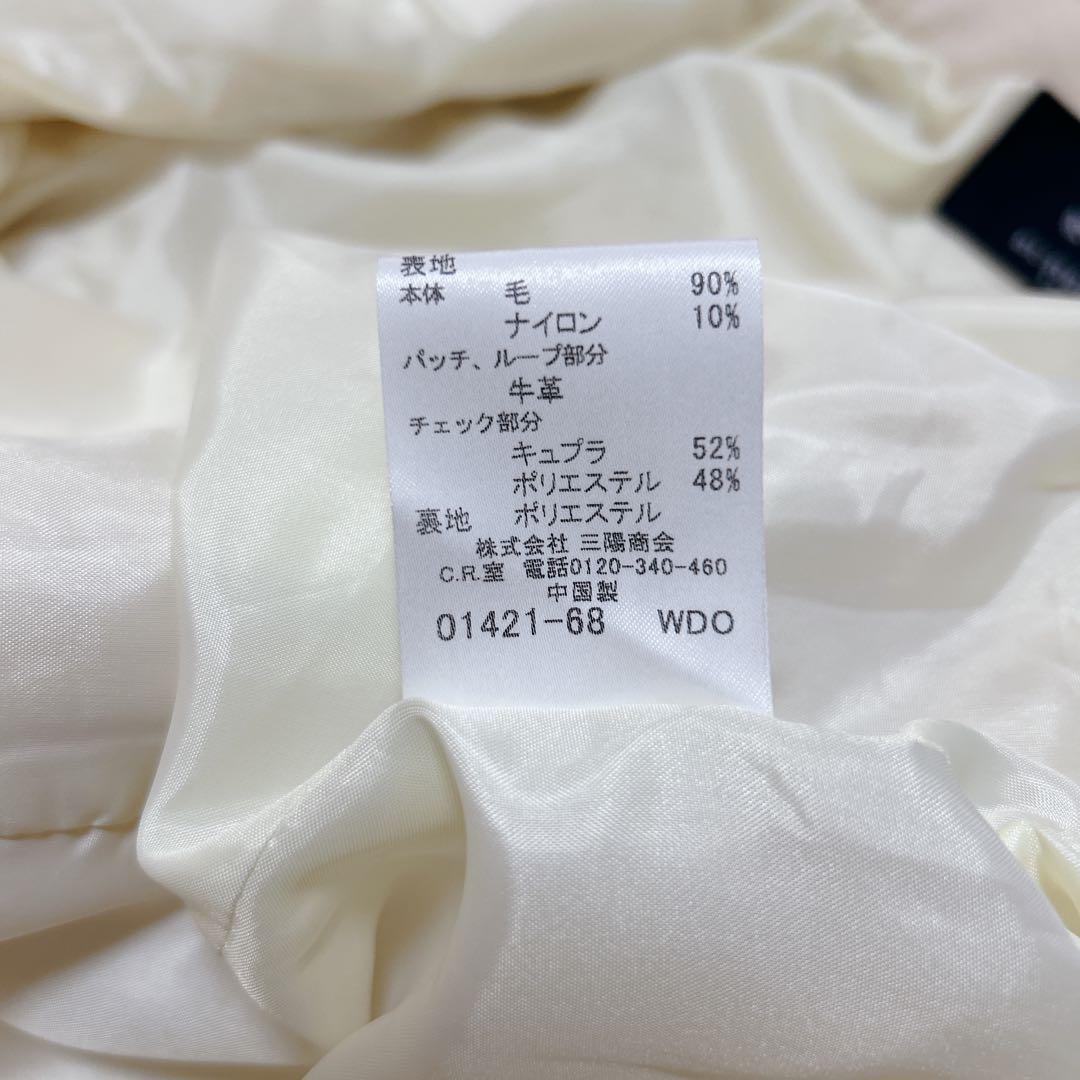 表地
本体 毛 90%
ナイロン 10%
パッチ、ループ部分
牛革
チェック部分
キュプラ 52%
ポリエステル 48%
裏地 ポリエステル
株式会社 三陽商会
C.R.室 電話0120-340-460
中国製
01421-68 WDO